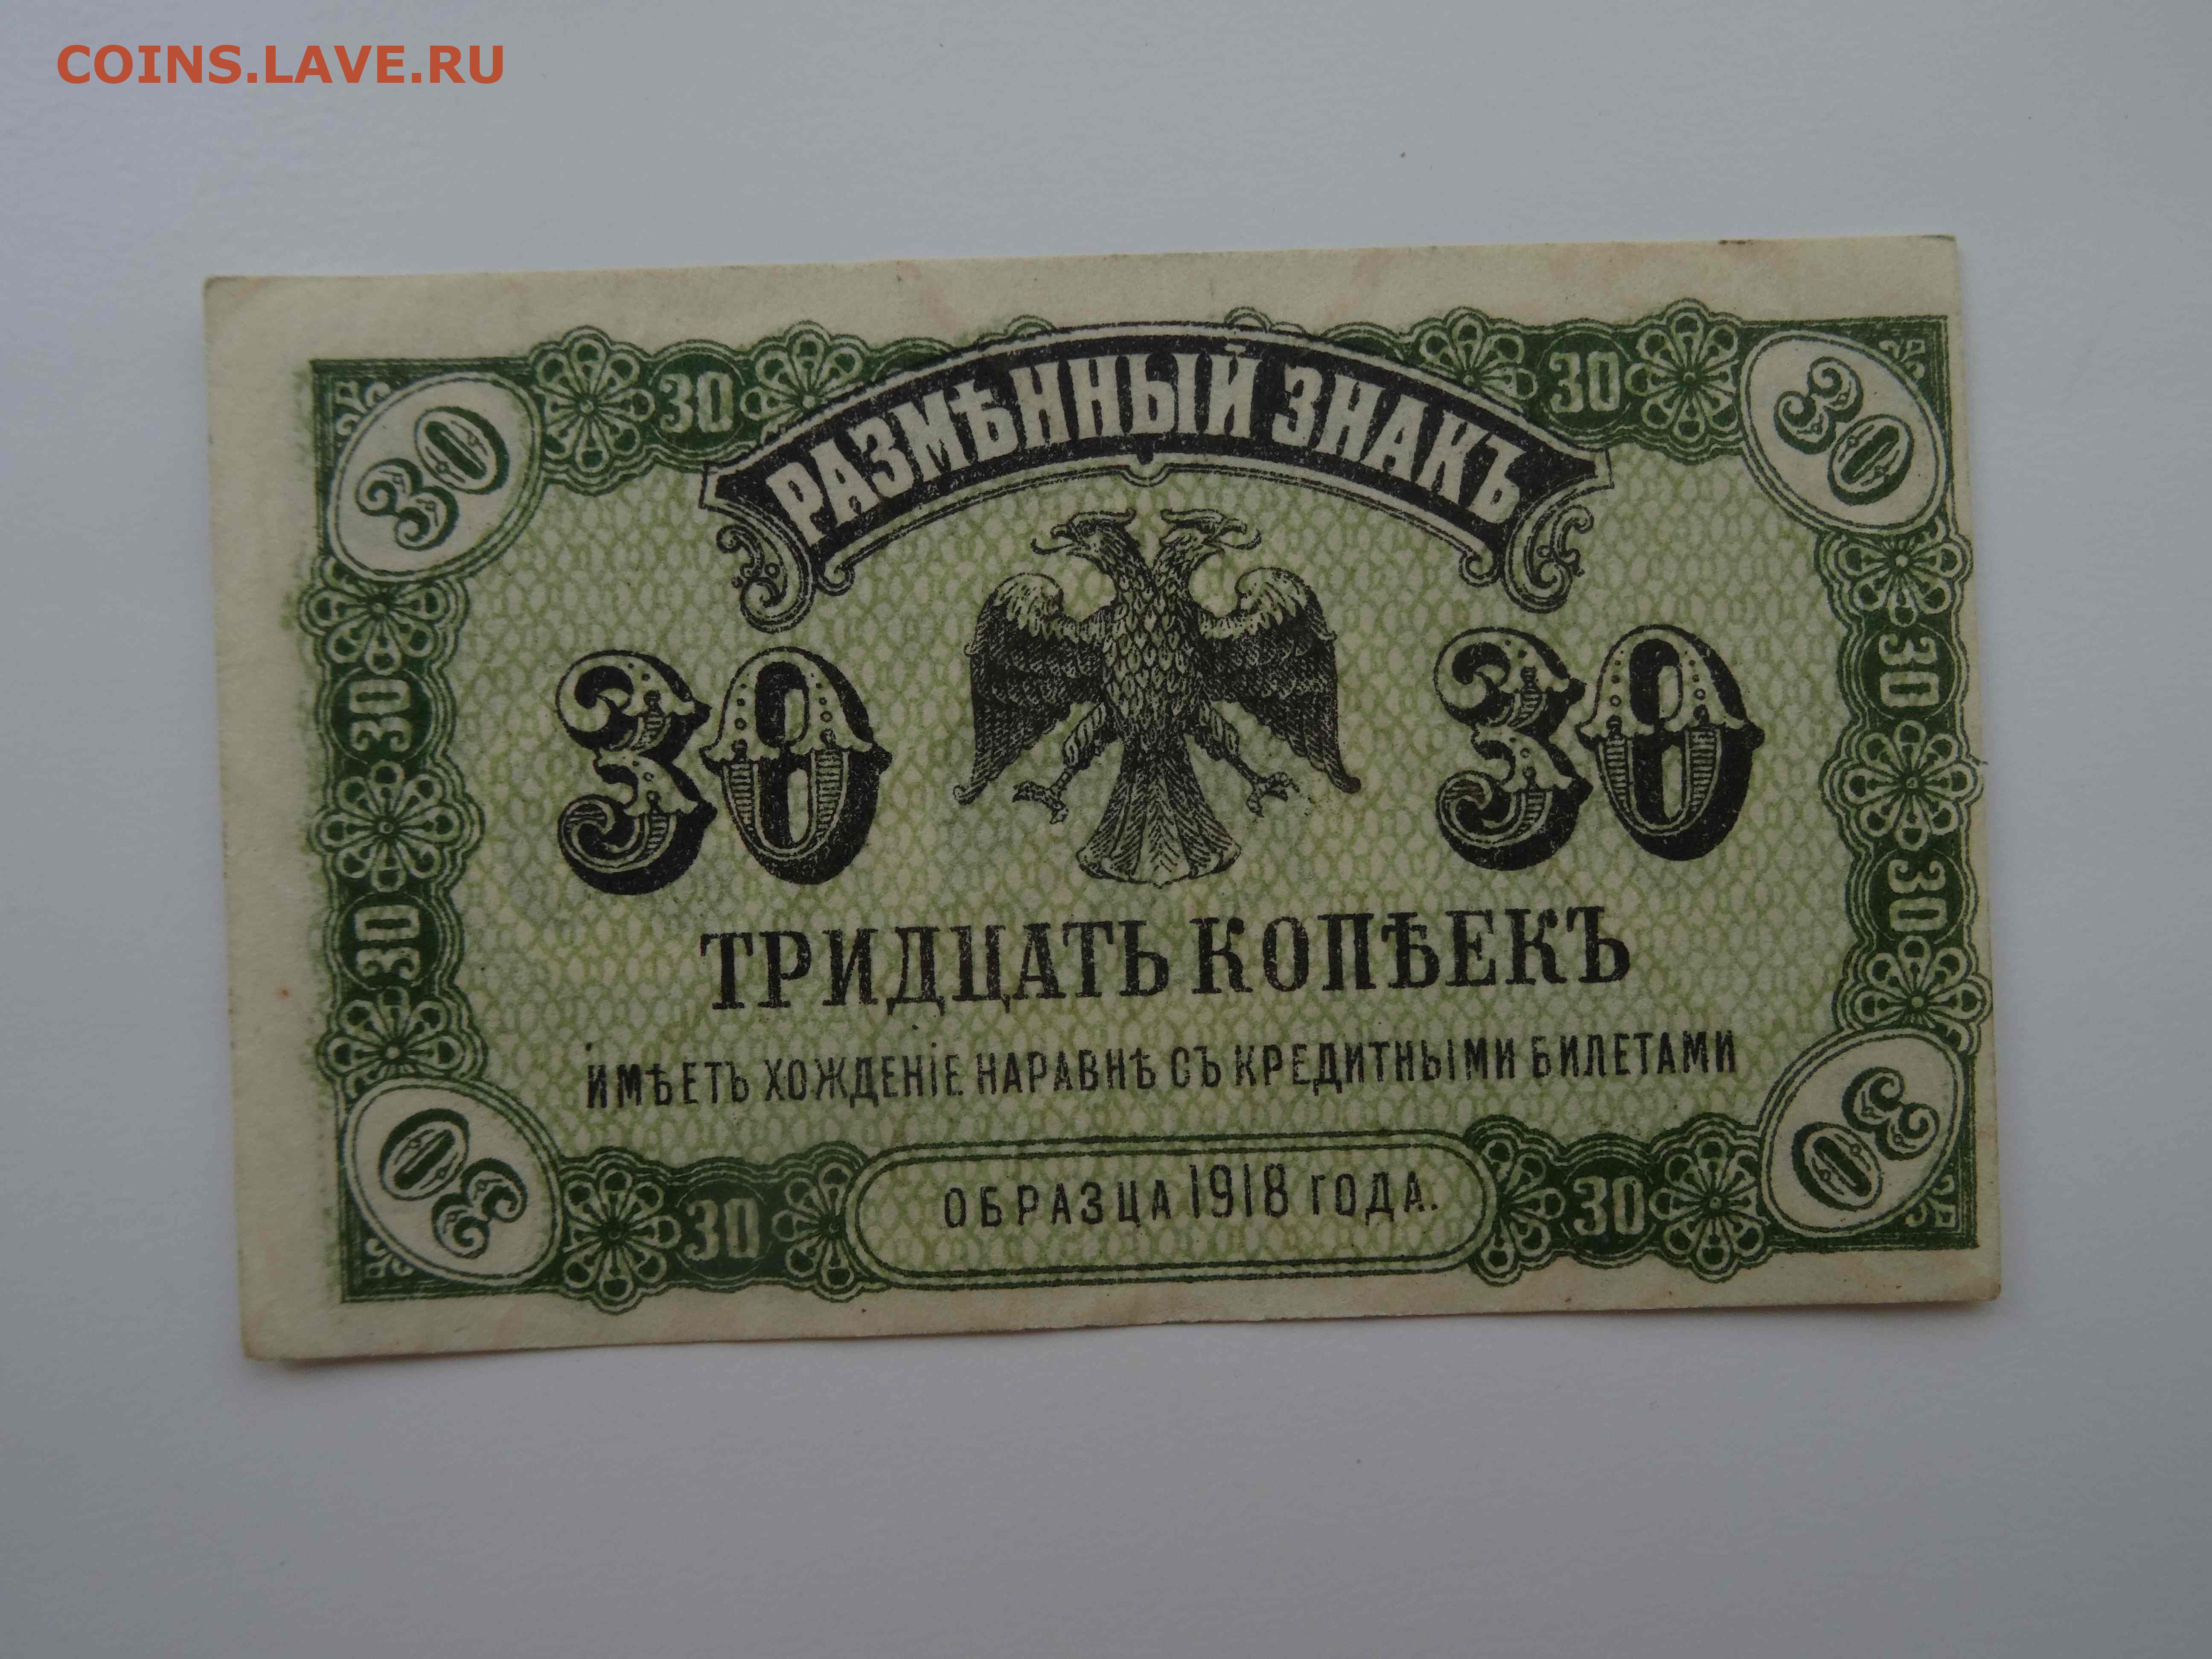 COINS.LAVE.RU
30 30 30 30
РАЗМѢННЫЙ ЗНАКЪ
30 30
30 30
30 30
ТРИДЦАТЬ КОПѢЕКЪ
ИМѢЕТЪ ХОЖДЕНІЕ НАРАВНѢ СЪ КРЕДИТНЫМИ БИЛЕТАМИ
ОБРАЗЦА 1918 ГОДА.
30 30 30 30